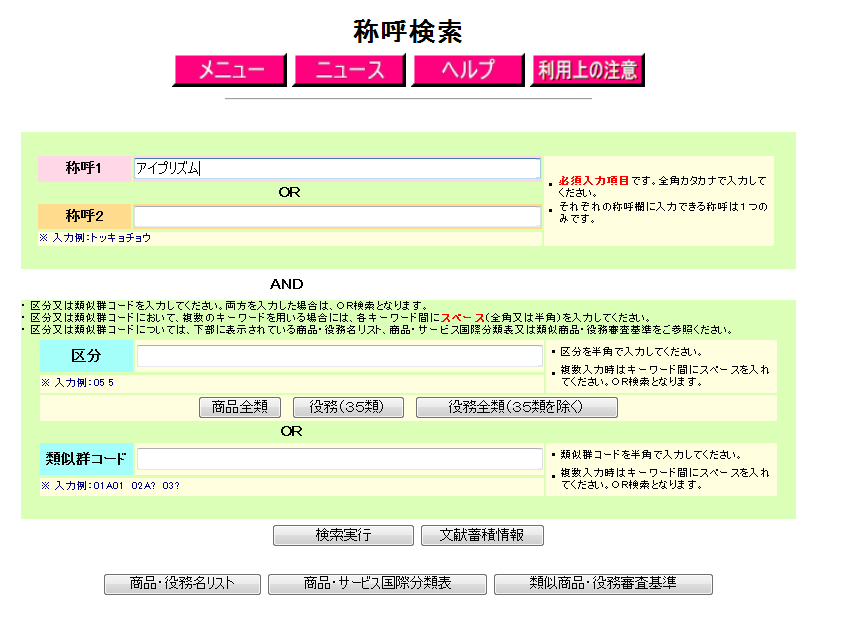 称呼検索
メニュー ニュース ヘルプ 利用上の注意
称呼1 アイプリズム
OR
称呼2
※ 入力例：トッキョチョウ
・ 必須入力項目です。全角カタカナで入力して
ください。
・ それぞれの称呼欄に入力できる称呼は１つの
みです。
AND
・ 区分又は類似群コードを入力してください。両方を入力した場合は、ＯＲ検索となります。
・ 区分又は類似群コードにおいて、複数のキーワードを用いる場合には、各キーワード間にスペース（全角又は半角）を入力してください。
・ 区分又は類似群コードについては、下部に表示されている商品・役務名リスト、商品・サービス国際分類表又は類似商品・役務審査基準をご参照ください。
区分
※ 入力例：05 5
・ 区分を半角で入力してください。
・ 複数入力時はキーワード間にスペースを入れ
てください。ＯＲ検索となります。
商品全類 役務（３５類） 役務全類（３５類を除く）
OR
類似群コード
※ 入力例：01A01 02A? 03?
・ 類似群コードを半角で入力してください。
・ 複数入力時はキーワード間にスペースを入れ
てください。ＯＲ検索となります。
検索実行 文献蓄積情報
商品・役務名リスト 商品・サービス国際分類表 類似商品・役務審査基準